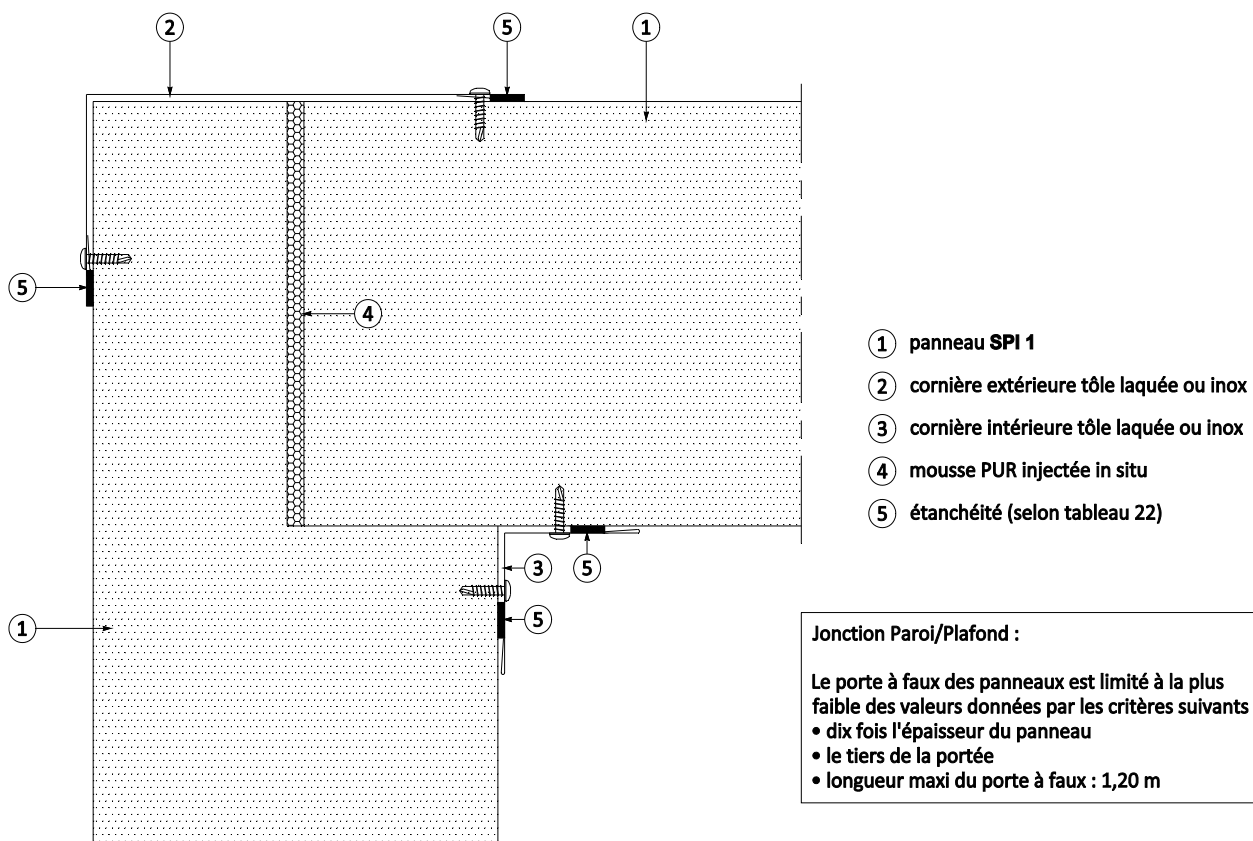 2
5
1
5
4
3
5
5
1
1 panneau SPI 1
2 cornière extérieure tôle laquée ou inox
3 cornière intérieure tôle laquée ou inox
4 mousse PUR injectée in situ
5 étanchéité (selon tableau 22)
Jonction Paroi/Plafond :
Le porte à faux des panneaux est limité à la plus
faible des valeurs données par les critères suivants
• dix fois l'épaisseur du panneau
• le tiers de la portée
• longueur maxi du porte à faux : 1,20 m